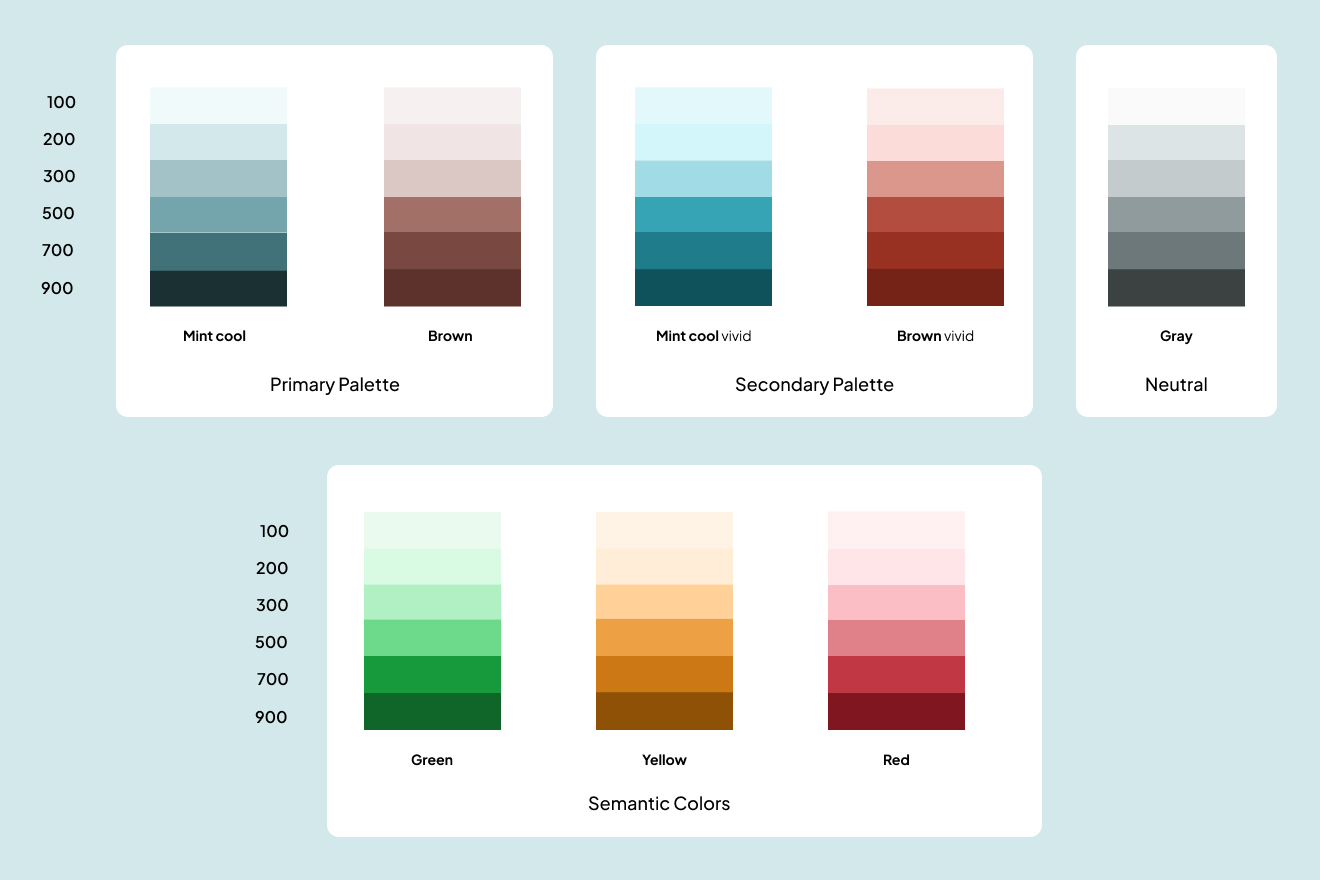 100
200
300
500
700
900
Mint cool
Brown
Primary Palette
Mint cool vivid
Brown vivid
Secondary Palette
Gray
Neutral
100
200
300
500
700
900
Green
Yellow
Red
Semantic Colors